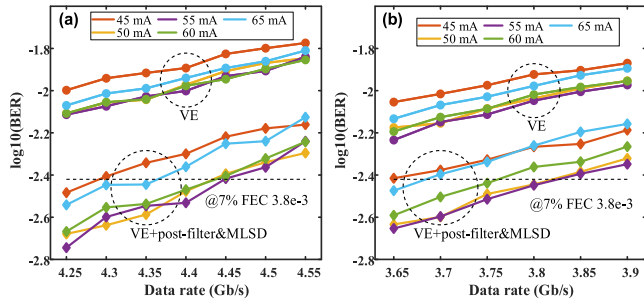 (a)
45 mA 55 mA 65 mA
50 mA 60 mA
log10(BER)
-1.8
-2
-2.2
-2.4
-2.6
-2.8
VE
@7% FEC 3.8e-3
VE+post-filter&MLSD
4.25 4.3 4.35 4.4 4.45 4.5 4.55
Data rate (Gb/s)
(b)
45 mA 55 mA 65 mA
50 mA 60 mA
log10(BER)
-1.8
-2
-2.2
-2.4
-2.6
-2.8
VE
@7% FEC 3.8e-3
VE+post-filter&MLSD
3.65 3.7 3.75 3.8 3.85 3.9
Data rate (Gb/s)